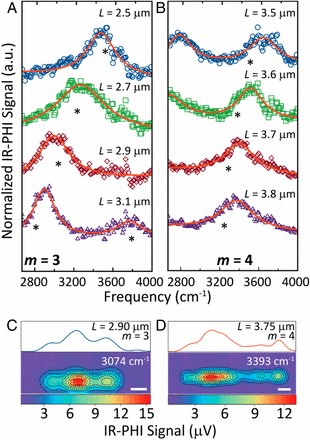 A
B
L = 2.5 μm
L = 3.5 μm
L = 2.7 μm
L = 3.6 μm
L = 2.9 μm
L = 3.7 μm
L = 3.1 μm
L = 3.8 μm
* * * * *
* * * *
m = 3
m = 4
Normalized IR-PHI Signal (a.u.)
2800 3200 3600 4000
2800 3200 3600 4000
Frequency (cm⁻¹)
C
L = 2.90 μm
m = 3
D
L = 3.75 μm
m = 4
3074 cm⁻¹
3393 cm⁻¹
3 6 9 12 15
3 6 9 12
IR-PHI Signal (μV)